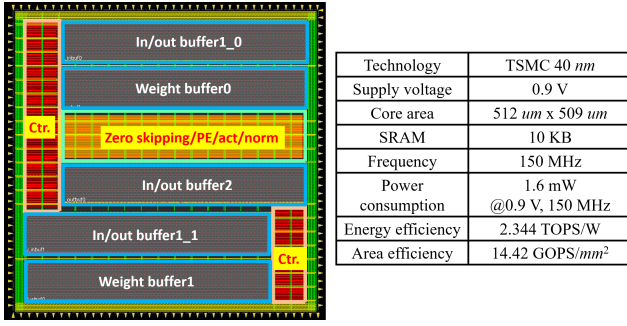 In/out buffer1_0
Weight buffer0
Ctr.
Zero skipping/PE/act/norm
In/out buffer2
In/out buffer1_1
Ctr.
Weight buffer1
Technology TSMC 40 nm
Supply voltage 0.9 V
Core area 512 um x 509 um
SRAM 10 KB
Frequency 150 MHz
Power 1.6 mW
consumption @0.9 V, 150 MHz
Energy efficiency 2.344 TOPS/W
Area efficiency 14.42 GOPS/mm²